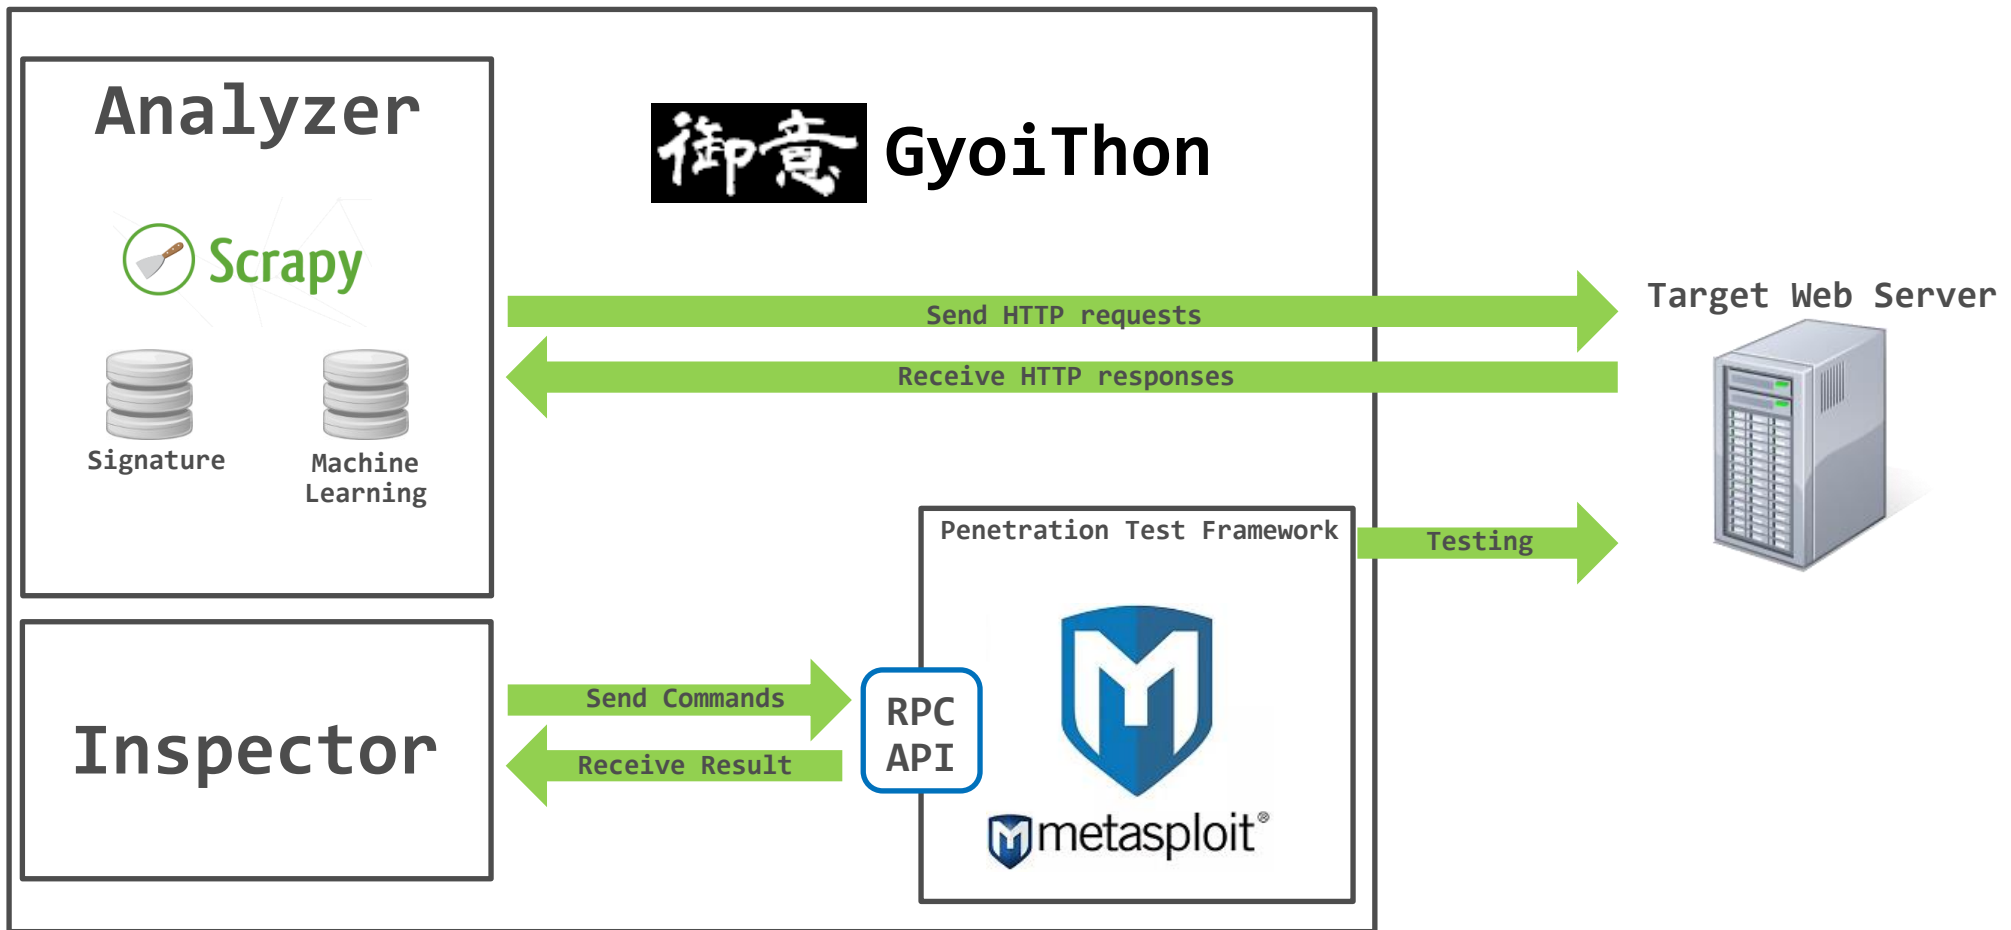 Analyzer
御意 GyoiThon
Scrapy
Send HTTP requests
Target Web Server
Receive HTTP responses
Signature
Machine
Learning
Penetration Test Framework
Testing
Send Commands
RPC
API
Inspector
Receive Result
metasploit®